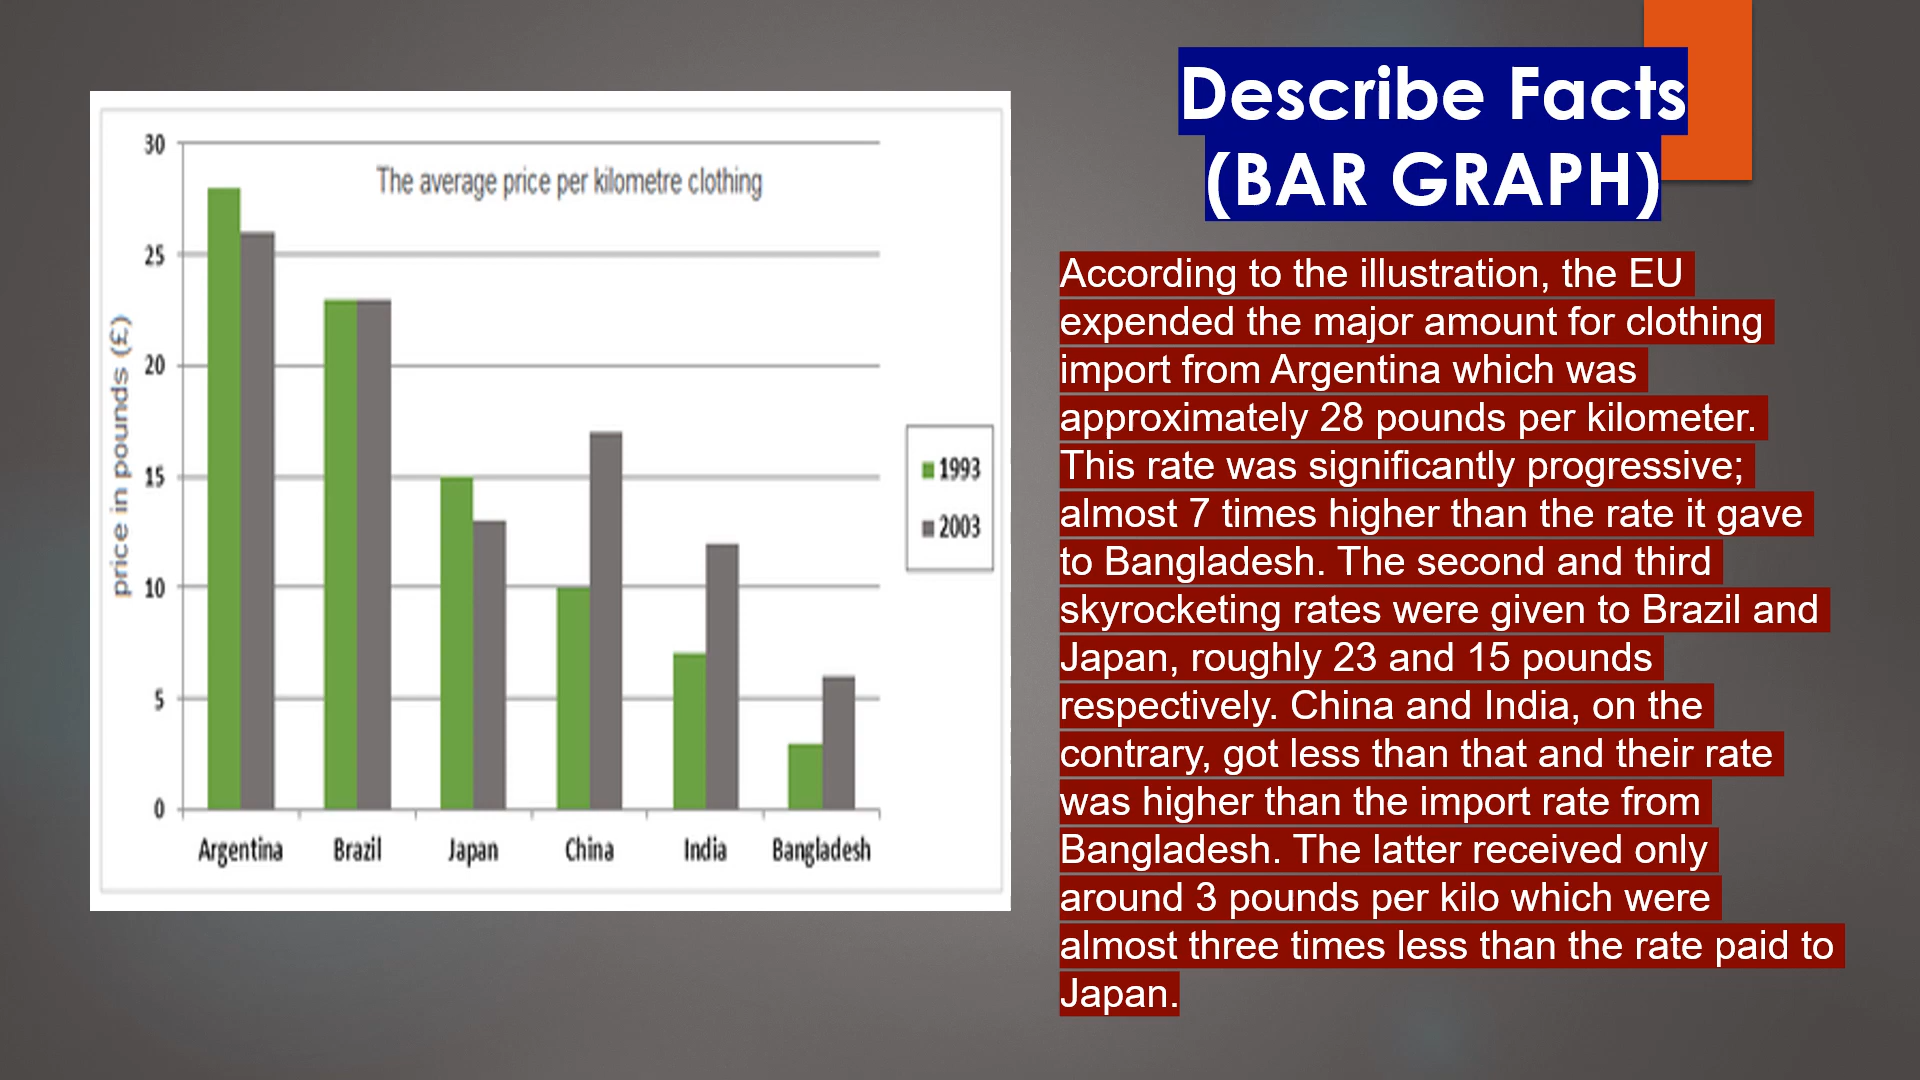 Describe Facts
(BAR GRAPH)
The average price per kilometre clothing
price in pounds (£)
30
25
20
15
10
5
0
Argentina Brazil Japan China India Bangladesh
1993
2003
According to the illustration, the EU
expended the major amount for clothing
import from Argentina which was
approximately 28 pounds per kilometer.
This rate was significantly progressive;
almost 7 times higher than the rate it gave
to Bangladesh. The second and third
skyrocketing rates were given to Brazil and
Japan, roughly 23 and 15 pounds
respectively. China and India, on the
contrary, got less than that and their rate
was higher than the import rate from
Bangladesh. The latter received only
around 3 pounds per kilo which were
almost three times less than the rate paid to
Japan.